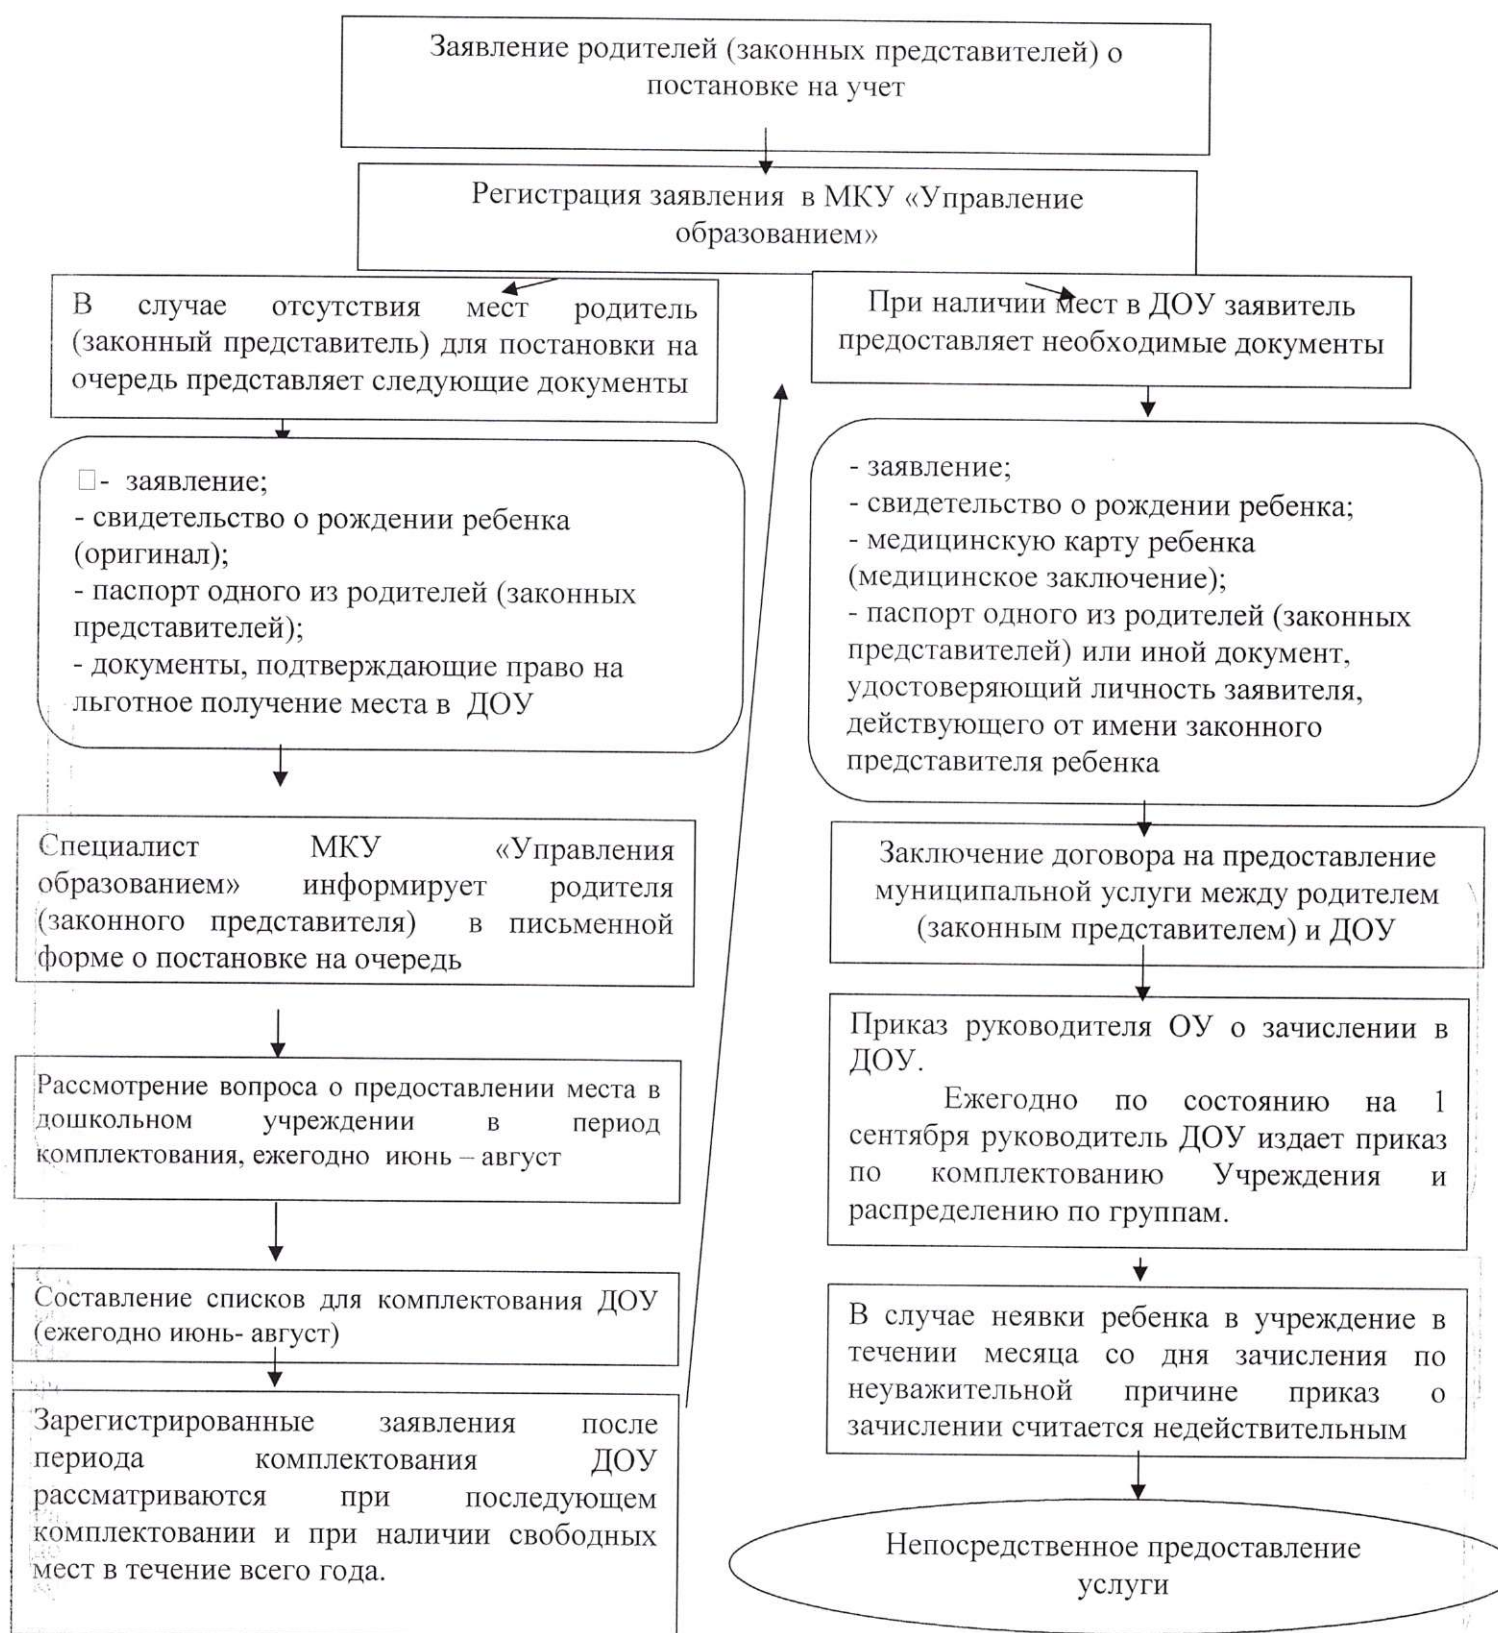 Заявление родителей (законных представителей) о
постановке на учет
Регистрация заявления в МКУ «Управление
образованием»
В случае отсутствия мест родитель
(законный представитель) для постановки на
очередь представляет следующие документы
- заявление;
- свидетельство о рождении ребенка
(оригинал);
- паспорт одного из родителей (законных
представителей);
- документы, подтверждающие право на
льготное получение места в ДОУ
Специалист МКУ «Управления
образованием» информирует родителя
(законного представителя) в письменной
форме о постановке на очередь
Рассмотрение вопроса о предоставлении места в
дошкольном учреждении в период
комплектования, ежегодно июнь – август
Составление списков для комплектования ДОУ
(ежегодно июнь- август)
Зарегистрированные заявления после
периода комплектования ДОУ
рассматриваются при последующем
комплектовании и при наличии свободных
мест в течение всего года.
При наличии мест в ДОУ заявитель
предоставляет необходимые документы
- заявление;
- свидетельство о рождении ребенка;
- медицинскую карту ребенка
(медицинское заключение);
- паспорт одного из родителей (законных
представителей) или иной документ,
удостоверяющий личность заявителя,
действующего от имени законного
представителя ребенка
Заключение договора на предоставление
муниципальной услуги между родителем
(законным представителем) и ДОУ
Приказ руководителя ОУ о зачислении в
ДОУ.
Ежегодно по состоянию на 1
сентября руководитель ДОУ издает приказ
по комплектованию Учреждения и
распределению по группам.
В случае неявки ребенка в учреждение в
течении месяца со дня зачисления по
неуважительной причине приказ о
зачислении считается недействительным
Непосредственное предоставление
услуги